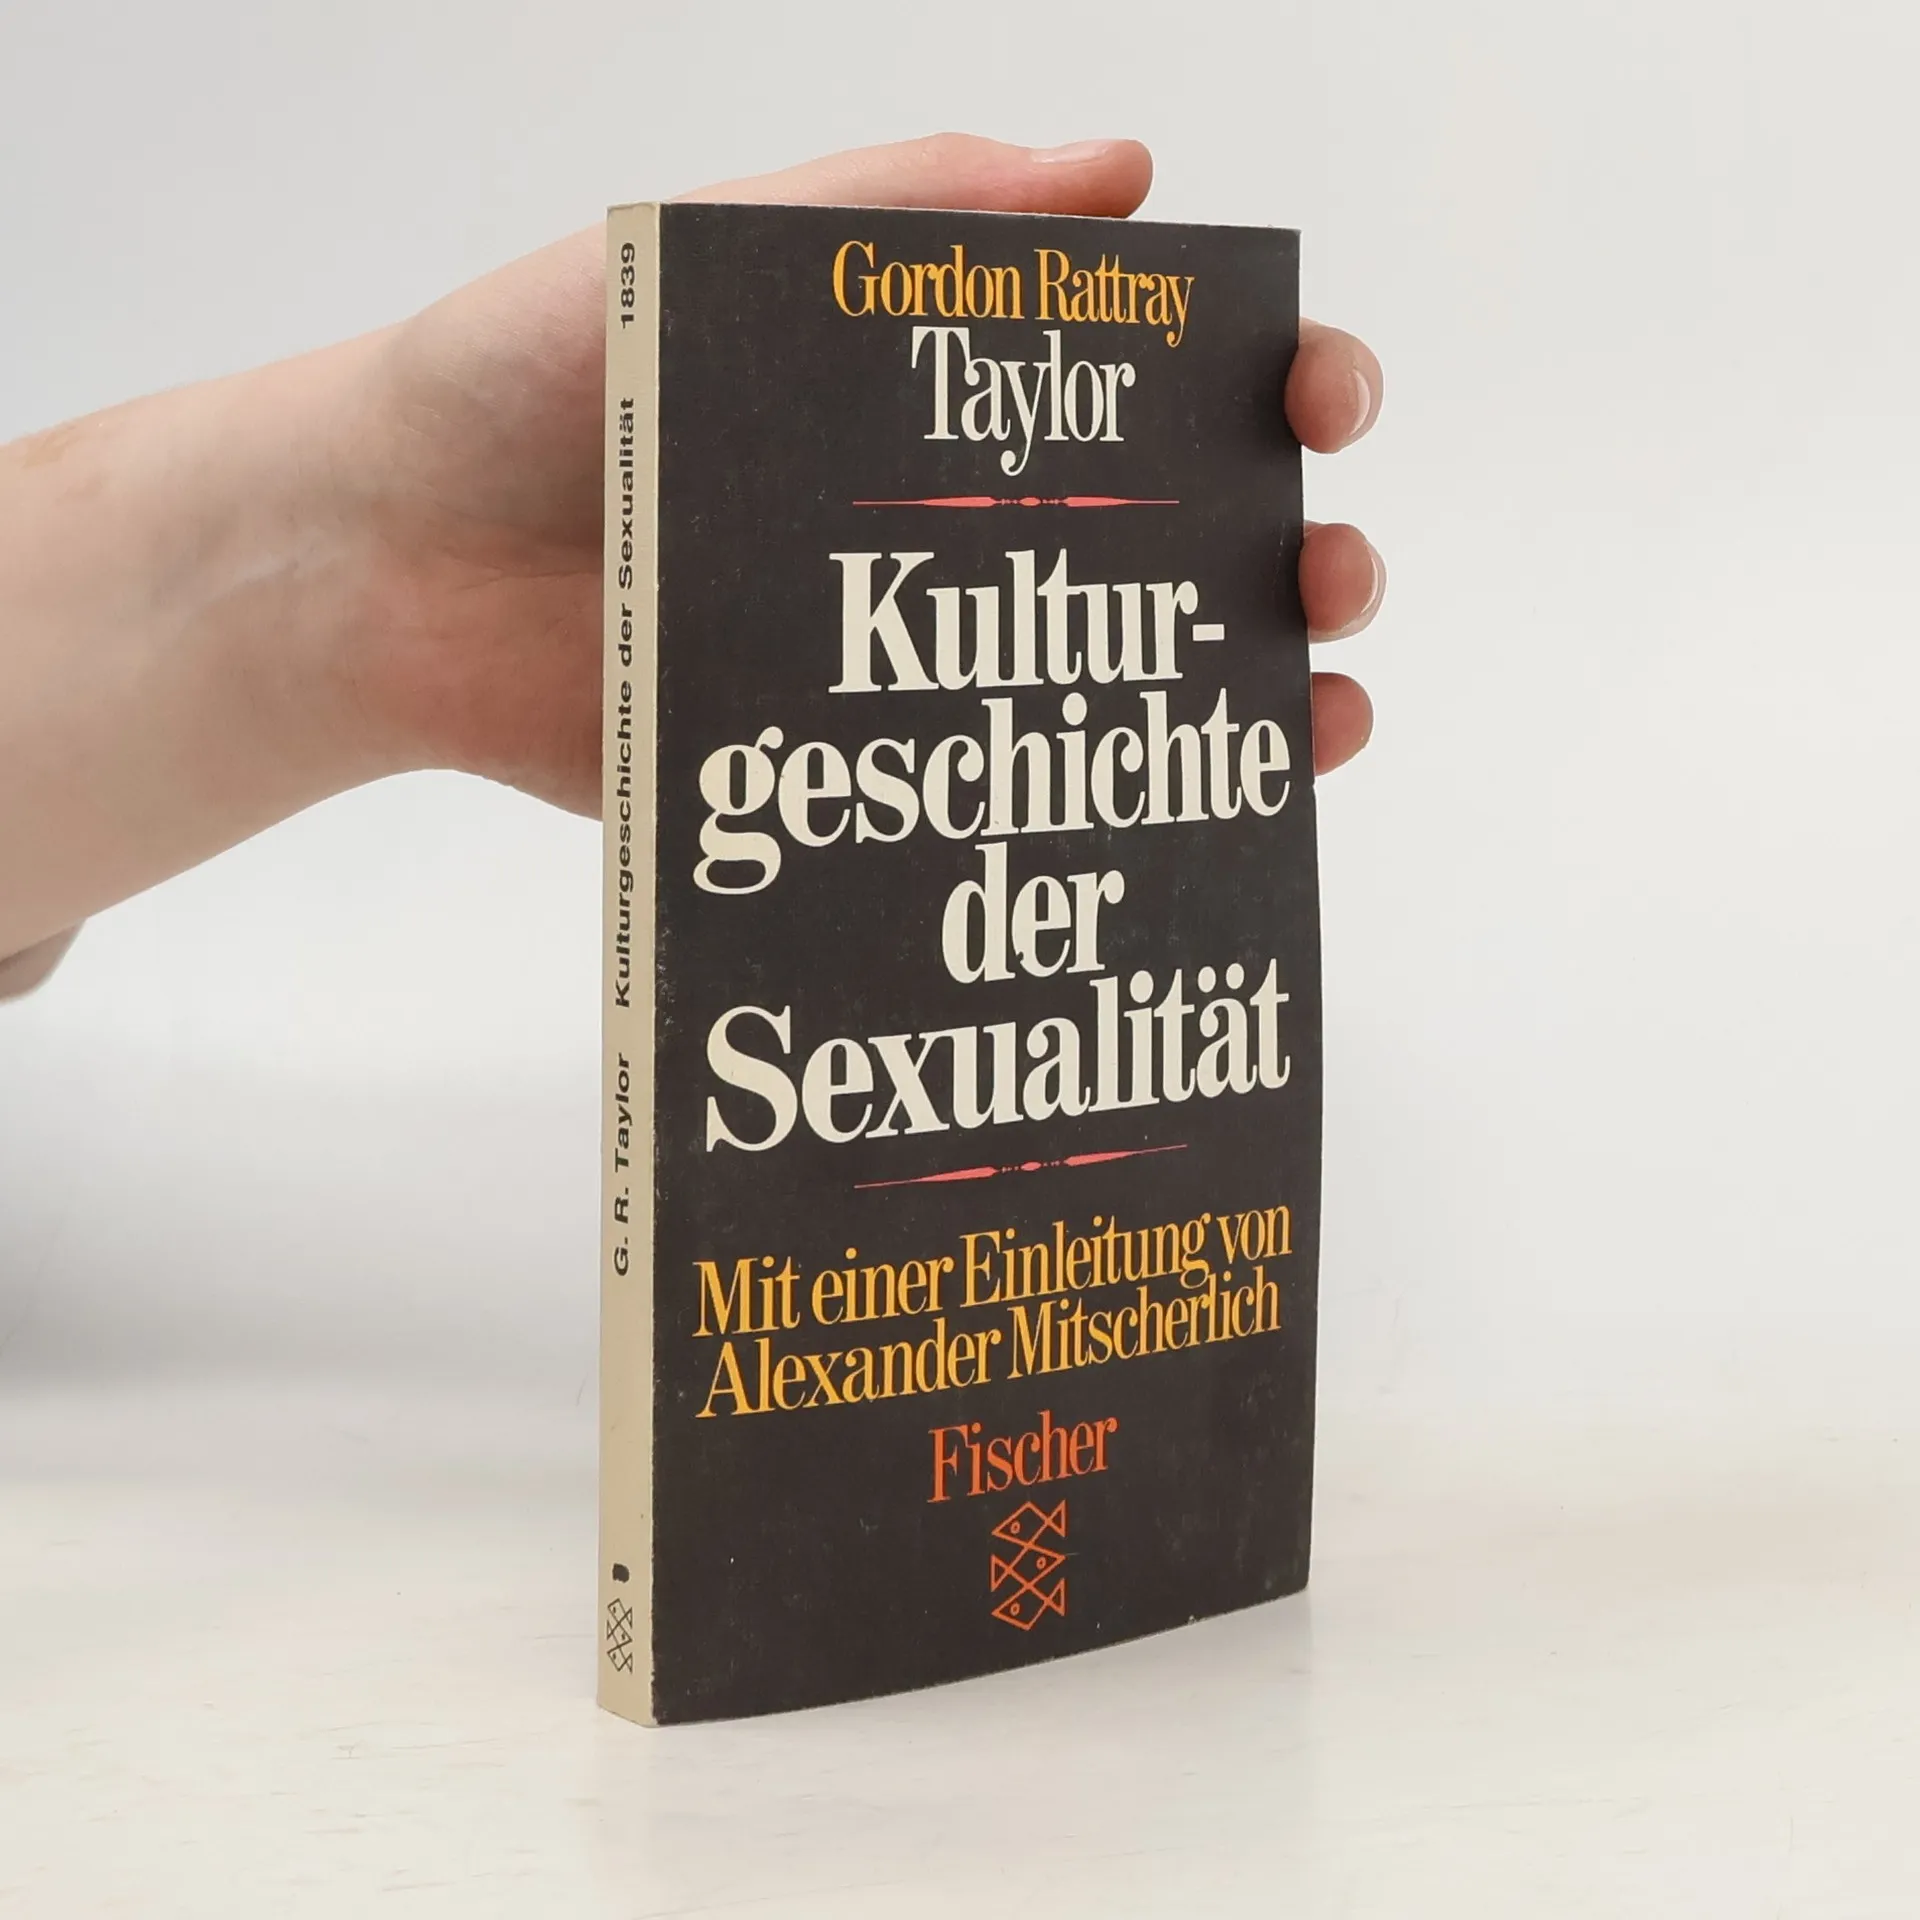 Gordon Rattray
Taylor
Kultur-
geschichte
der
Sexualität
Mit einer Einleitung von
Alexander Mitscherlich
Fischer
G. R. Taylor Kulturgeschichte der Sexualität 1839